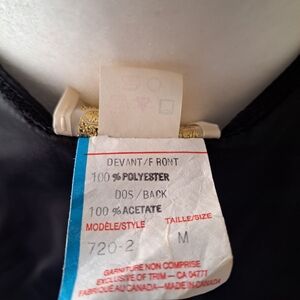 DEVANT/FRONT
100 % POLYESTER
DOS/BACK
100 % ACETATE
MODÈLE/STYLE TAILLE/SIZE
720-2 M
GARNITURE NON COMPRISE
EXCLUSIVE OF TRIM - CA 04771
FABRIQUÉ AU CANADA - MADE IN CANADA